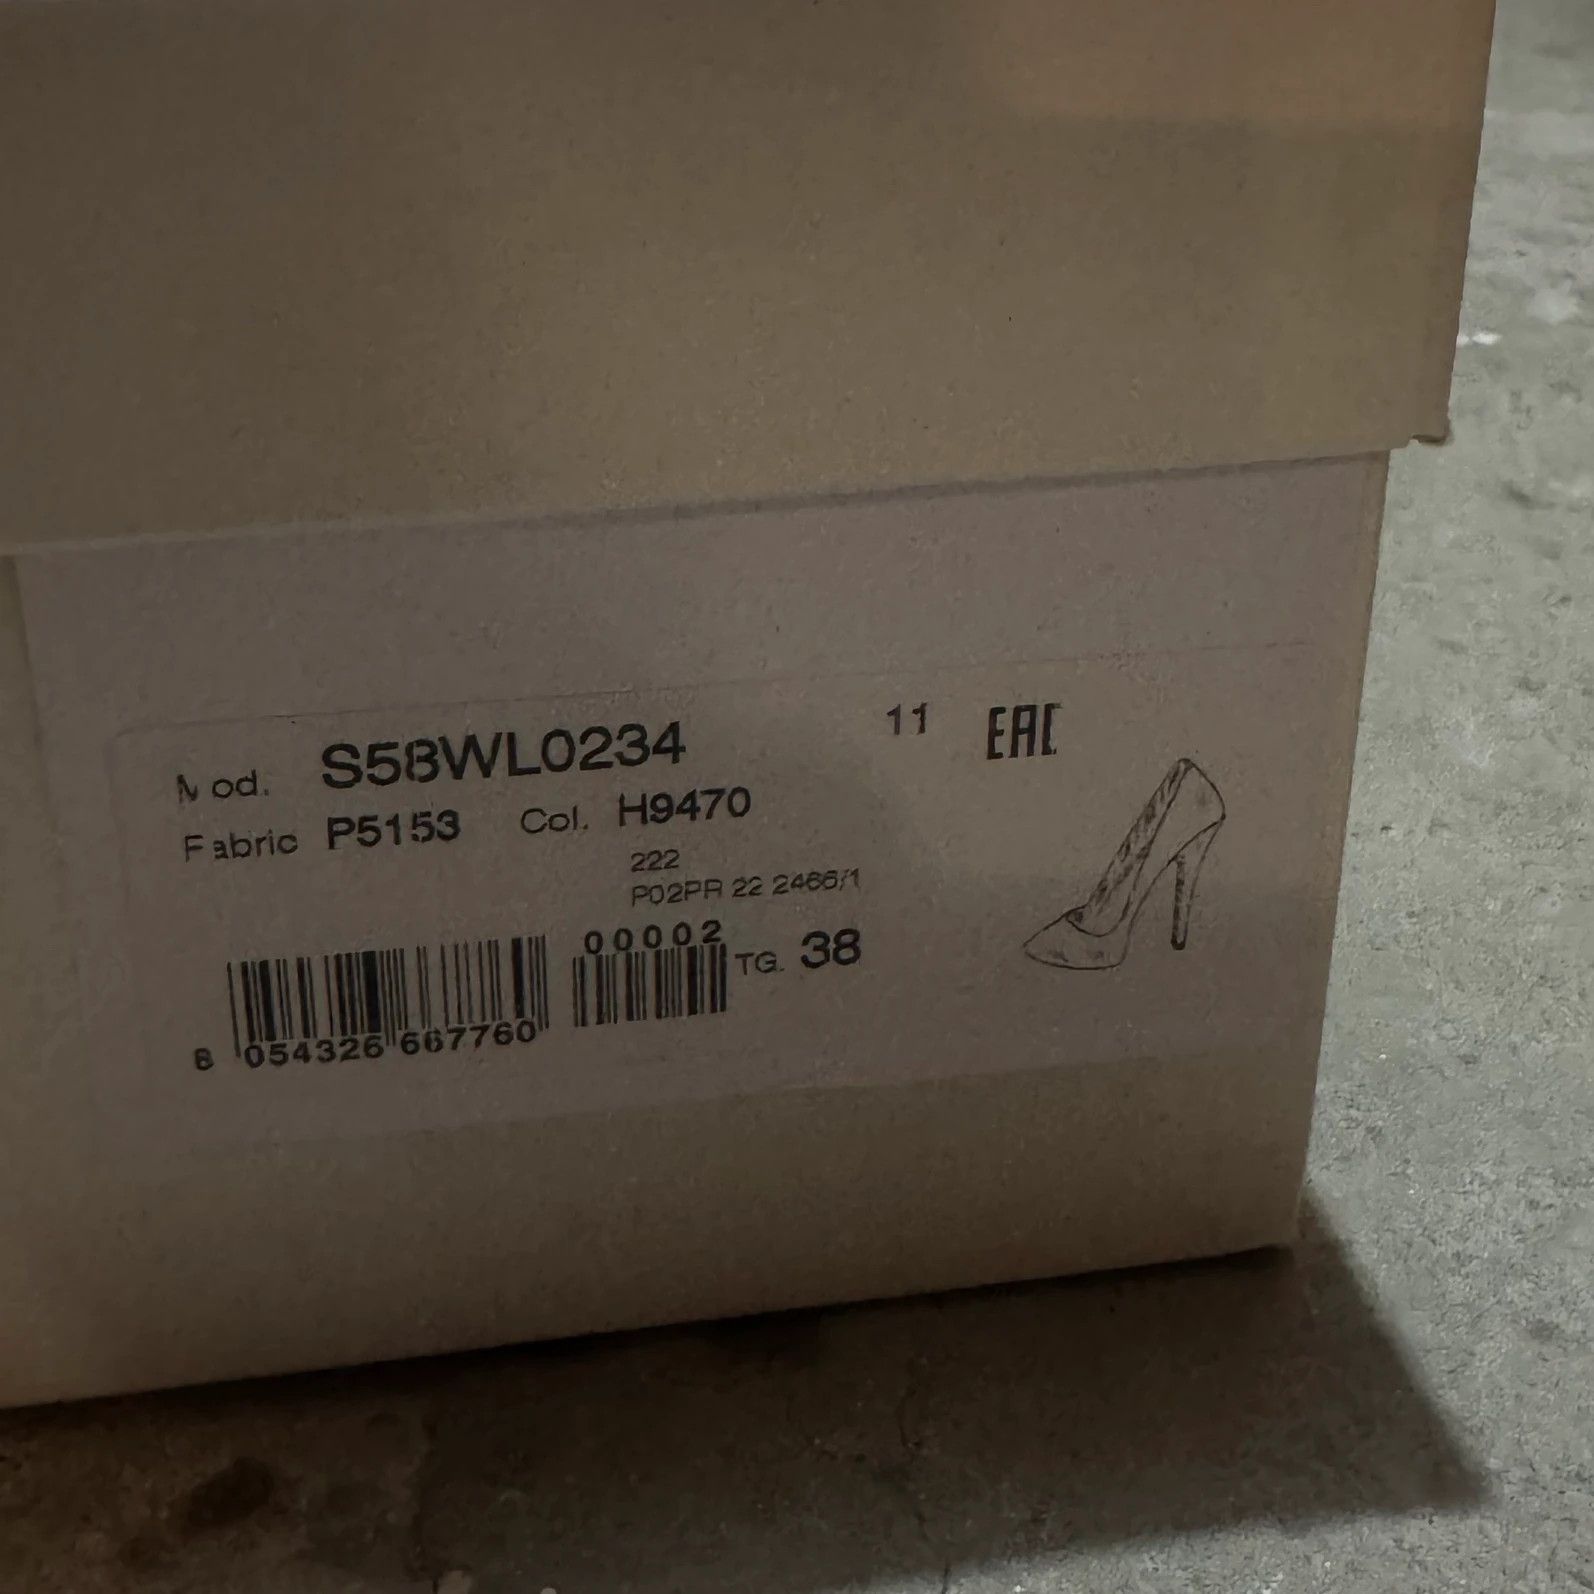 Mod. S58WL0234 11 EAC
Fabric P5153 Col. H9470
222
P02PR 22 2466/1
00002
TG. 38
8 054326 667760